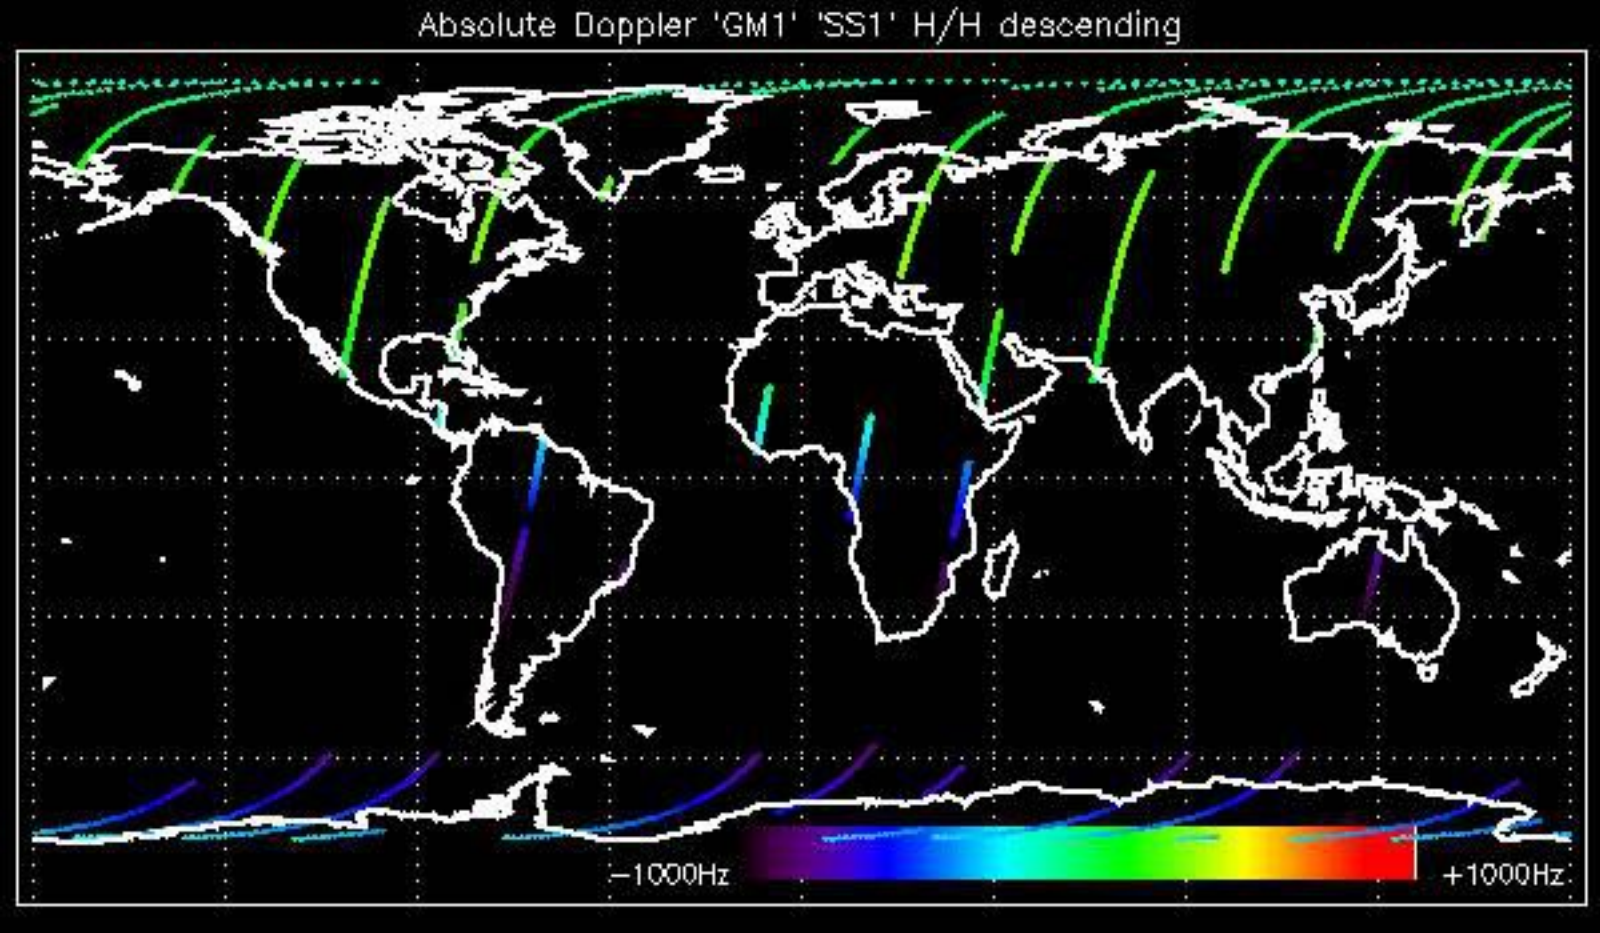 Absolute Doppler 'GM1' 'SS1' H/H descending
-1000Hz +1000Hz